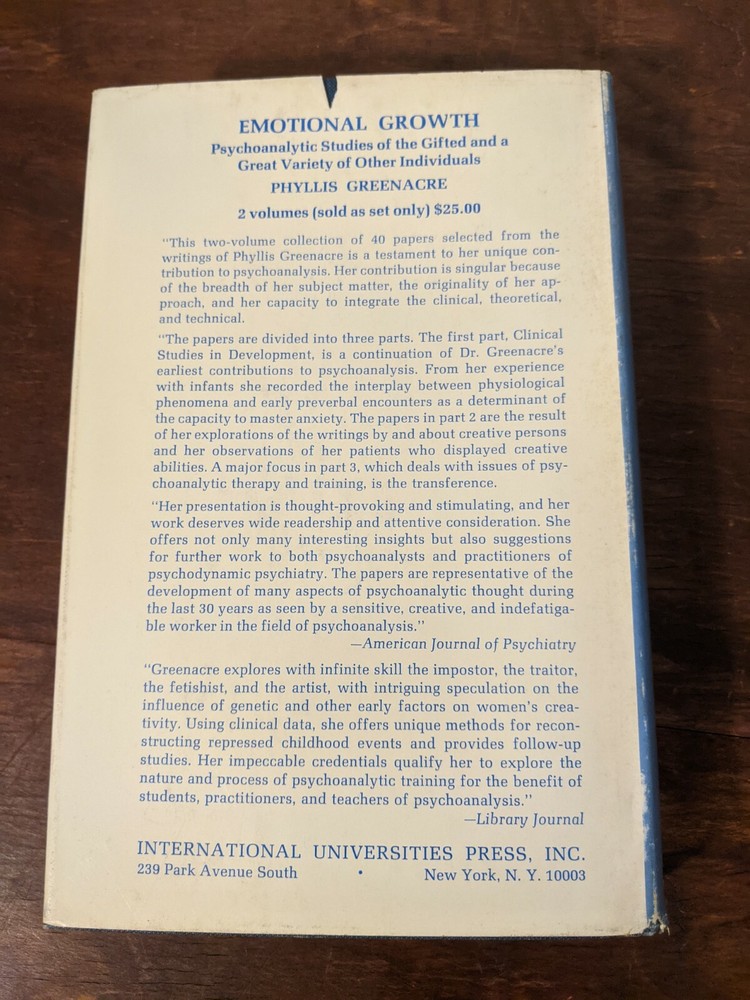 EMOTIONAL GROWTH
Psychoanalytic Studies of the Gifted and a
Great Variety of Other Individuals
PHYLLIS GREENACRE
2 volumes (sold as set only) $25.00
"This two-volume collection of 40 papers selected from the
writings of Phyllis Greenacre is a testament to her unique con-
tribution to psychoanalysis. Her contribution is singular because
of the breadth of her subject matter, the originality of her ap-
proach, and her capacity to integrate the clinical, theoretical,
and technical.
"The papers are divided into three parts. The first part, Clinical
Studies in Development, is a continuation of Dr. Greenacre's
earliest contributions to psychoanalysis. From her experience
with infants she recorded the interplay between physiological
phenomena and early preverbal encounters as a determinant of
the capacity to master anxiety. The papers in part 2 are the result
of her explorations of the writings by and about creative persons
and her observations of her patients who displayed creative
abilities. A major focus in part 3, which deals with issues of psy-
choanalytic therapy and training, is the transference.
"Her presentation is thought-provoking and stimulating, and her
work deserves wide readership and attentive consideration. She
offers not only many interesting insights but also suggestions
for further work to both psychoanalysts and practitioners of
psychodynamic psychiatry. The papers are representative of the
development of many aspects of psychoanalytic thought during
the last 30 years as seen by a sensitive, creative, and indefatiga-
ble worker in the field of psychoanalysis."
—American Journal of Psychiatry
"Greenacre explores with infinite skill the impostor, the traitor,
the fetishist, and the artist, with intriguing speculation on the
influence of genetic and other early factors on women's crea-
tivity. Using clinical data, she offers unique methods for recon-
structing repressed childhood events and provides follow-up
studies. Her impeccable credentials qualify her to explore the
nature and process of psychoanalytic training for the benefit of
students, practitioners, and teachers of psychoanalysis."
—Library Journal
INTERNATIONAL UNIVERSITIES PRESS, INC.
239 Park Avenue South • New York, N. Y. 10003